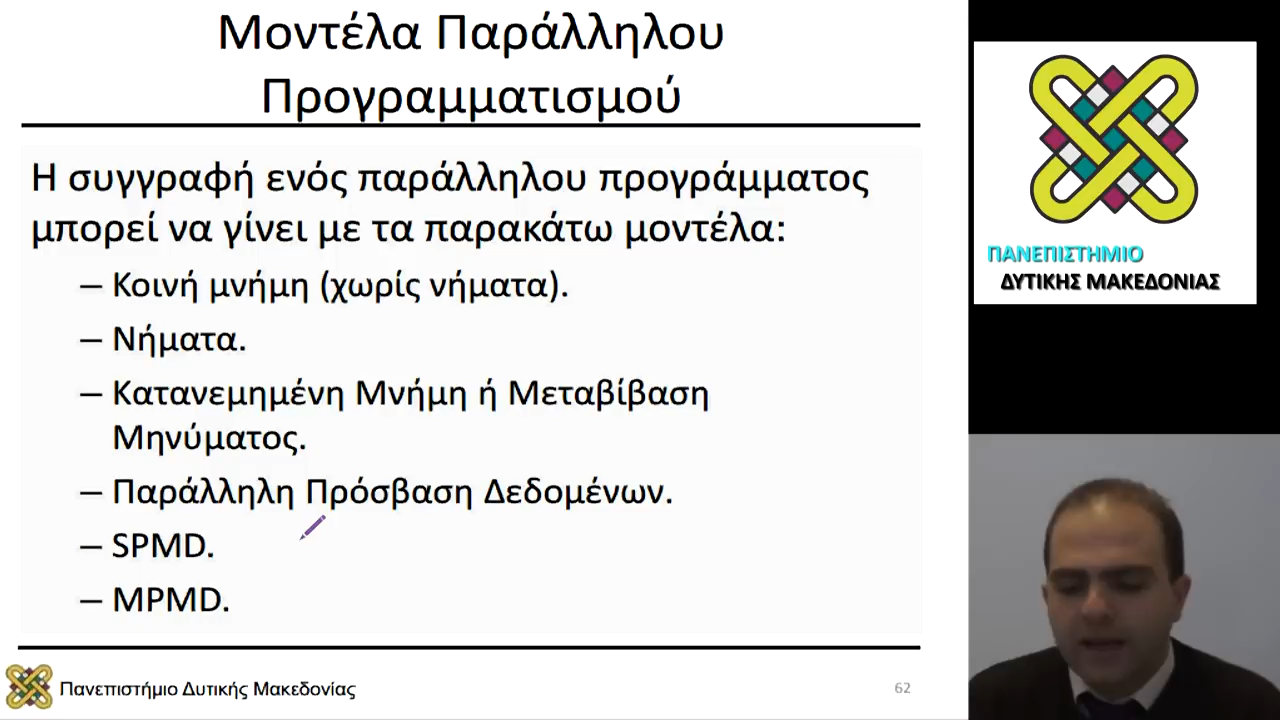 Μοντέλα Παράλληλου
Προγραμματισμού
Η συγγραφή ενός παράλληλου προγράμματος
μπορεί να γίνει με τα παρακάτω μοντέλα:
– Κοινή μνήμη (χωρίς νήματα).
– Νήματα.
– Κατανεμημένη Μνήμη ή Μεταβίβαση
Μηνύματος.
– Παράλληλη Πρόσβαση Δεδομένων.
– SPMD.
– MPMD.
Πανεπιστήμιο Δυτικής Μακεδονίας
62
ΠΑΝΕΠΙΣΤΗΜΙΟ
ΔΥΤΙΚΗΣ ΜΑΚΕΔΟΝΙΑΣ